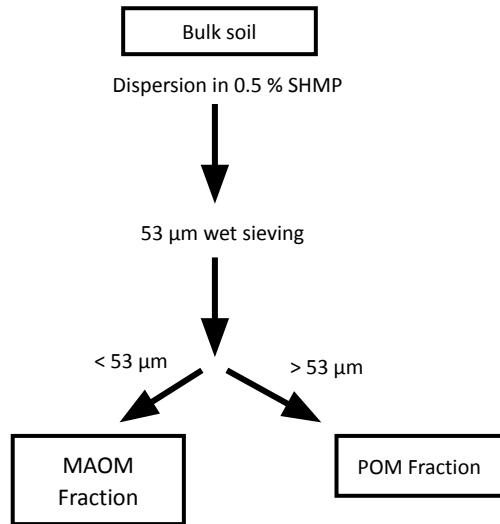 Bulk soil
Dispersion in 0.5 % SHMP
53 µm wet sieving
< 53 µm
> 53 µm
MAOM
Fraction
POM Fraction